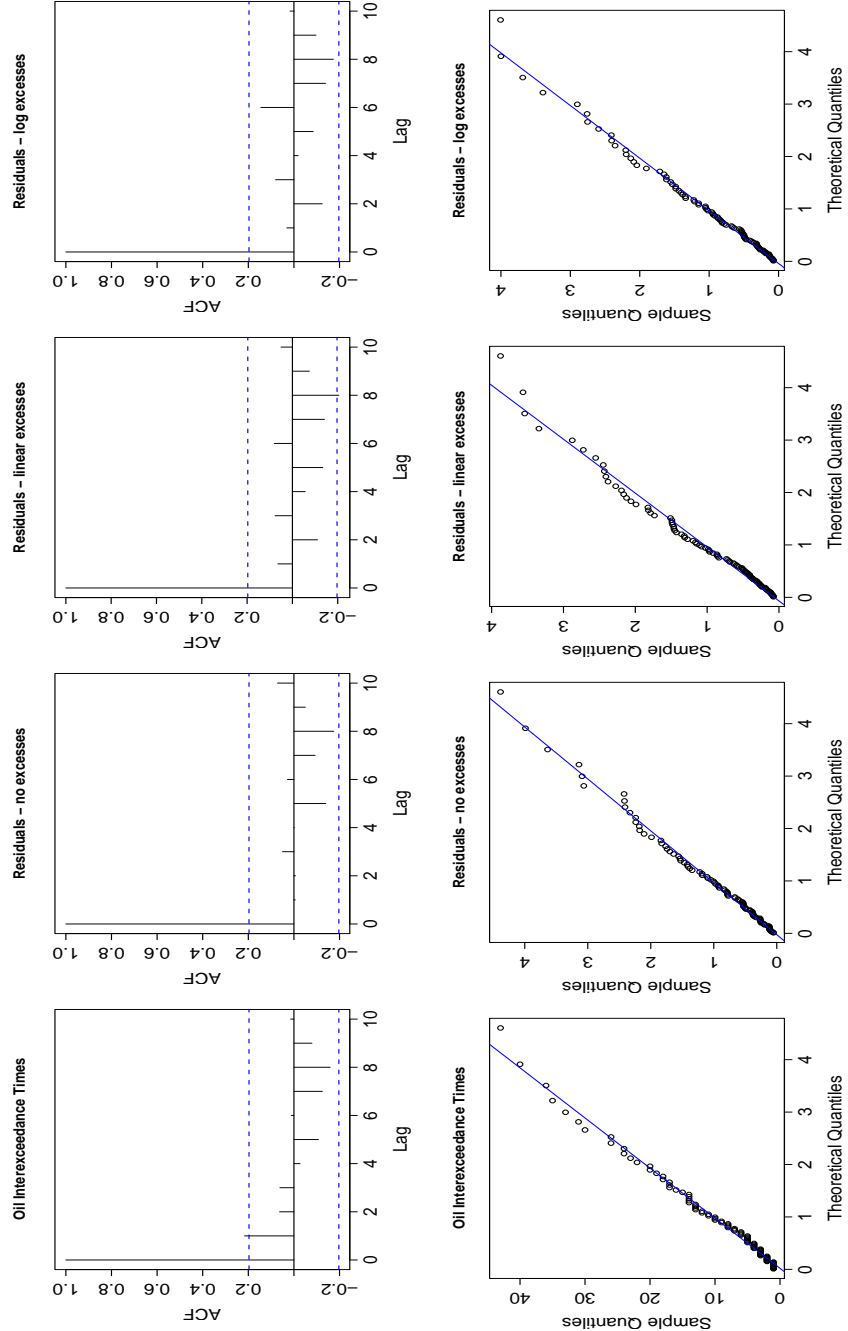 Residuals – log excesses
10
8
6
4
2
0
Lag
1.0 0.8 0.6 0.4 0.2 −0.2
ACF
Residuals – log excesses
4
3
2
1
0
Theoretical Quantiles
4 3 2 1 0
Sample Quantiles
Residuals – linear excesses
10
8
6
4
2
0
Lag
1.0 0.8 0.6 0.4 0.2 −0.2
ACF
Residuals – linear excesses
4
3
2
1
0
Theoretical Quantiles
4 3 2 1 0
Sample Quantiles
Residuals – no excesses
10
8
6
4
2
0
Lag
1.0 0.8 0.6 0.4 0.2 −0.2
ACF
Residuals – no excesses
4
3
2
1
0
Theoretical Quantiles
4 3 2 1 0
Sample Quantiles
Oil Interexceedance Times
10
8
6
4
2
0
Lag
1.0 0.8 0.6 0.4 0.2 −0.2
ACF
Oil Interexceedance Times
4
3
2
1
0
Theoretical Quantiles
40 30 20 10 0
Sample Quantiles